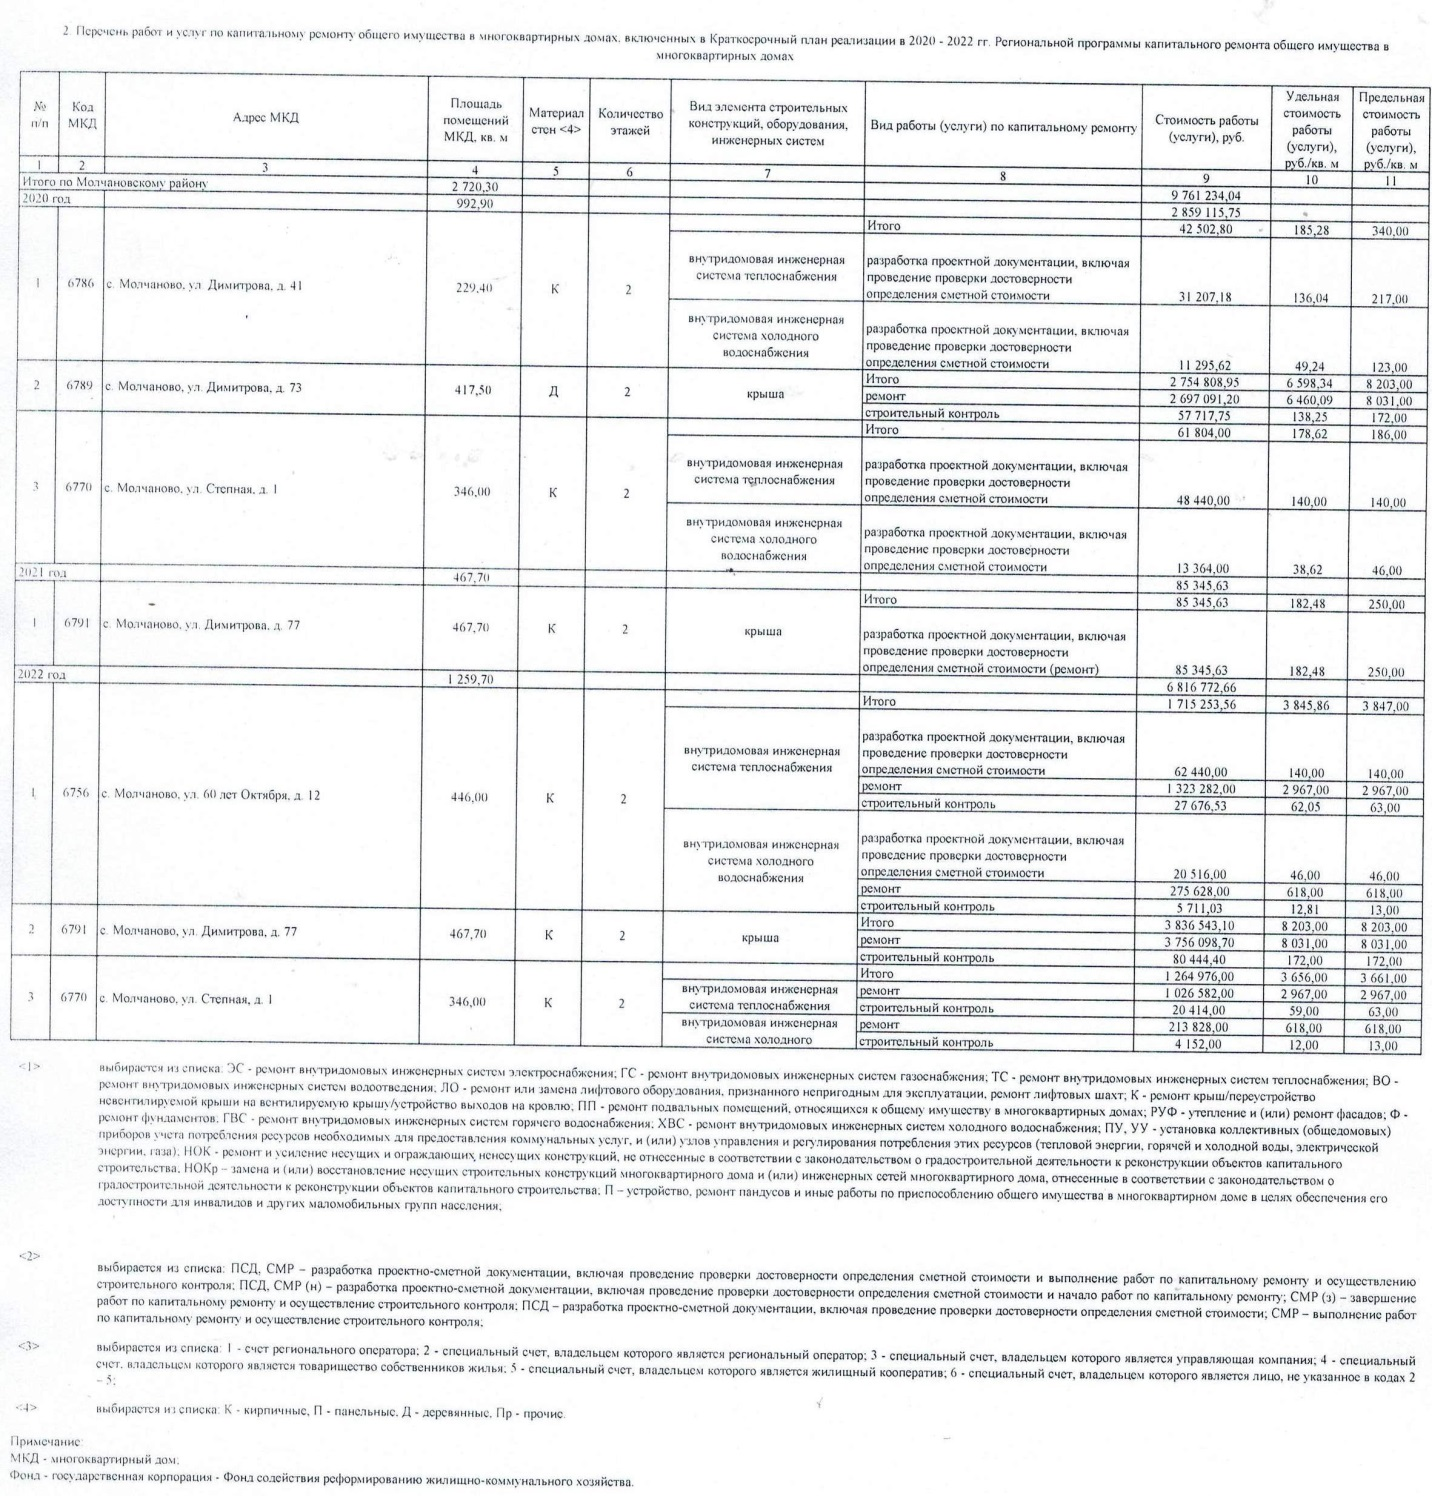 2. Перечень работ и услуг по капитальному ремонту общего имущества в многоквартирных домах, включенных в Краткосрочный план реализации в 2020 - 2022 гг. Региональной программы капитального ремонта общего имущества в
многоквартирных домах
№ п/п | Код МКД | Адрес МКД | Площадь помещений МКД, кв. м | Материал стен <4> | Количество этажей | Вид элемента строительных конструкций, оборудования, инженерных систем | Вид работы (услуги) по капитальному ремонту | Стоимость работы (услуги), руб. | Удельная стоимость работы (услуги), руб./кв. м | Предельная стоимость работы (услуги), руб./кв. м
1 2 3 4 5 6 7 8 9 10 11
Итого по Молчановскому району 2 720,30 9 761 234,04
2020 год 992,90 2 859 115,75
Итого 42 502,80 185,28 340,00
1 6786 с. Молчаново, ул. Димитрова, д. 41 229,40 К 2
внутридомовая инженерная система теплоснабжения
разработка проектной документации, включая
проведение проверки достоверности
определения сметной стоимости 31 207,18 136,04 217,00
внутридомовая инженерная система холодного водоснабжения
разработка проектной документации, включая
проведение проверки достоверности
определения сметной стоимости 11 295,62 49,24 123,00
2 6789 с. Молчаново, ул. Димитрова, д. 73 417,50 Д 2 крыша
Итого 2 754 808,95 6 598,34 8 203,00
ремонт 2 697 091,20 6 460,09 8 031,00
строительный контроль 57 717,75 138,25 172,00
Итого 61 804,00 178,62 186,00
3 6770 с. Молчаново, ул. Степная, д. 1 346,00 К 2
внутридомовая инженерная система теплоснабжения
разработка проектной документации, включая
проведение проверки достоверности
определения сметной стоимости 48 440,00 140,00 140,00
внутридомовая инженерная система холодного водоснабжения
разработка проектной документации, включая
проведение проверки достоверности
определения сметной стоимости 13 364,00 38,62 46,00
2021 год 467,70 85 345,63
Итого 85 345,63 182,48 250,00
1 6791 с. Молчаново, ул. Димитрова, д. 77 467,70 К 2 крыша
разработка проектной документации, включая
проведение проверки достоверности
определения сметной стоимости (ремонт) 85 345,63 182,48 250,00
2022 год 1 259,70 6 816 772,66
Итого 1 715 253,56 3 845,86 3 847,00
1 6756 с. Молчаново, ул. 60 лет Октября, д. 12 446,00 К 2
внутридомовая инженерная система теплоснабжения
разработка проектной документации, включая
проведение проверки достоверности
определения сметной стоимости 62 440,00 140,00 140,00
ремонт 1 323 282,00 2 967,00 2 967,00
строительный контроль 27 676,53 62,05 63,00
внутридомовая инженерная система холодного водоснабжения
разработка проектной документации, включая
проведение проверки достоверности
определения сметной стоимости 20 516,00 46,00 46,00
ремонт 275 628,00 618,00 618,00
строительный контроль 5 711,03 12,81 13,00
2 6791 с. Молчаново, ул. Димитрова, д. 77 467,70 К 2 крыша
Итого 3 836 543,10 8 203,00 8 203,00
ремонт 3 756 098,70 8 031,00 8 031,00
строительный контроль 80 444,40 172,00 172,00
Итого 1 264 976,00 3 656,00 3 661,00
3 6770 с. Молчаново, ул. Степная, д. 1 346,00 К 2
внутридомовая инженерная система теплоснабжения
ремонт 1 026 582,00 2 967,00 2 967,00
строительный контроль 20 414,00 59,00 63,00
внутридомовая инженерная система холодного
ремонт 213 828,00 618,00 618,00
строительный контроль 4 152,00 12,00 13,00
<1> выбирается из списка: ЭС - ремонт внутридомовых инженерных систем электроснабжения; ГС - ремонт внутридомовых инженерных систем газоснабжения; ТС - ремонт внутридомовых инженерных систем теплоснабжения; ВО -
ремонт внутридомовых инженерных систем водоотведения; ЛО - ремонт или замена лифтового оборудования, признанного непригодным для эксплуатации, ремонт лифтовых шахт; К - ремонт крыш/переустройство
невентилируемой крыши на вентилируемую крышу/устройство выходов на кровлю; ПП - ремонт подвальных помещений, относящихся к общему имуществу в многоквартирных домах; РУФ - утепление и (или) ремонт фасадов; Ф -
ремонт фундаментов, ГВС - ремонт внутридомовых инженерных систем горячего водоснабжения; ХВС - ремонт внутридомовых инженерных систем холодного водоснабжения; ПУ, УУ - установка коллективных (общедомовых)
приборов учета потребления ресурсов необходимых для предоставления коммунальных услуг, и (или) узлов управления и регулирования потребления этих ресурсов (тепловой энергии, горячей и холодной воды, электрической
энергии, газа); НОК - ремонт и усиление несущих и ограждающих ненесущих конструкций, не отнесенные в соответствии с законодательством о градостроительной деятельности к реконструкции объектов капитального
строительства; НОКр – замена и (или) восстановление несущих строительных конструкций многоквартирного дома и (или) инженерных сетей многоквартирного дома, отнесенные в соответствии с законодательством о
градостроительной деятельности к реконструкции объектов капитального строительства; П – устройство, ремонт пандусов и иные работы по приспособлению общего имущества в многоквартирном доме в целях обеспечения его
доступности для инвалидов и других маломобильных групп населения;
<2>
выбирается из списка: ПСД, СМР – разработка проектно-сметной документации, включая проведение проверки достоверности определения сметной стоимости и выполнение работ по капитальному ремонту и осуществлению
строительного контроля; ПСД, СМР (н) – разработка проектно-сметной документации, включая проведение проверки достоверности определения сметной стоимости и начало работ по капитальному ремонту; СМР (з) – завершение
работ по капитальному ремонту и осуществление строительного контроля; ПСД – разработка проектно-сметной документации, включая проведение проверки достоверности определения сметной стоимости; СМР – выполнение работ
по капитальному ремонту и осуществление строительного контроля;
<3> выбирается из списка: 1 - счет регионального оператора; 2 - специальный счет, владельцем которого является региональный оператор; 3 - специальный счет, владельцем которого является управляющая компания; 4 - специальный
счет, владельцем которого является товарищество собственников жилья; 5 - специальный счет, владельцем которого является жилищный кооператив; 6 - специальный счет, владельцем которого является лицо, не указанное в кодах 2
– 5;
<4> выбирается из списка: К - кирпичные, П - панельные, Д - деревянные, Пр - прочие.
Примечание:
МКД - многоквартирный дом;
Фонд - государственная корпорация - Фонд содействия реформированию жилищно-коммунального хозяйства.